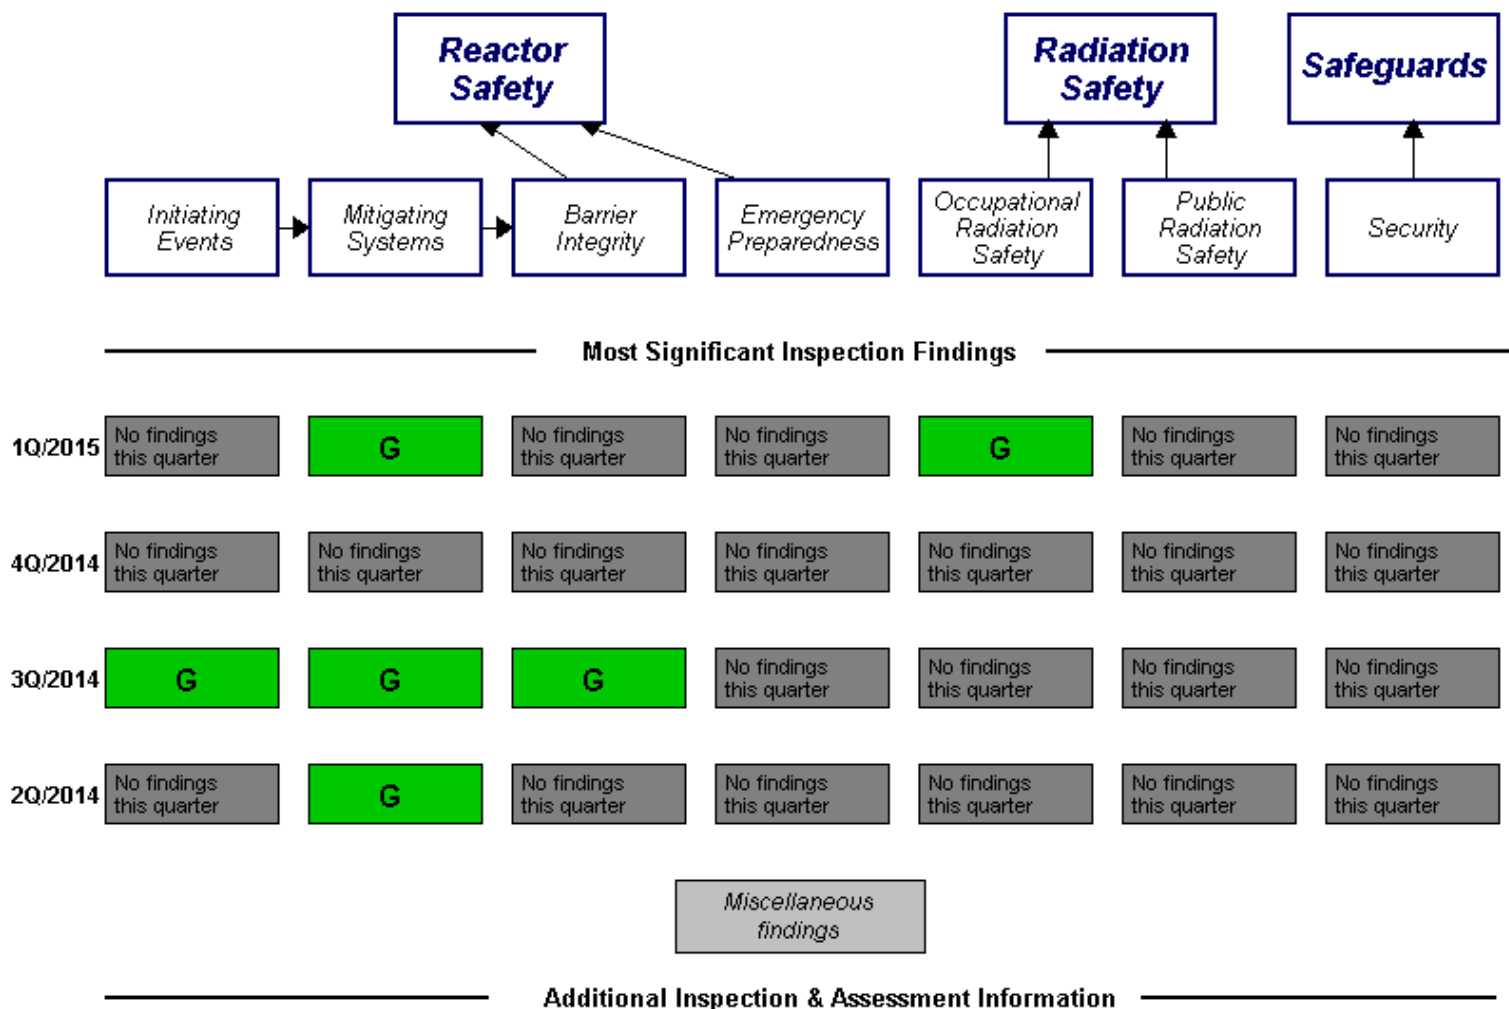 Reactor
Safety
Radiation
Safety
Safeguards
Initiating
Events
Mitigating
Systems
Barrier
Integrity
Emergency
Preparedness
Occupational
Radiation
Safety
Public
Radiation
Safety
Security
Most Significant Inspection Findings
1Q/2015
No findings
this quarter
G
No findings
this quarter
No findings
this quarter
G
No findings
this quarter
No findings
this quarter
4Q/2014
No findings
this quarter
No findings
this quarter
No findings
this quarter
No findings
this quarter
No findings
this quarter
No findings
this quarter
No findings
this quarter
3Q/2014
G
G
G
No findings
this quarter
No findings
this quarter
No findings
this quarter
No findings
this quarter
2Q/2014
No findings
this quarter
G
No findings
this quarter
No findings
this quarter
No findings
this quarter
No findings
this quarter
No findings
this quarter
Miscellaneous
findings
Additional Inspection & Assessment Information